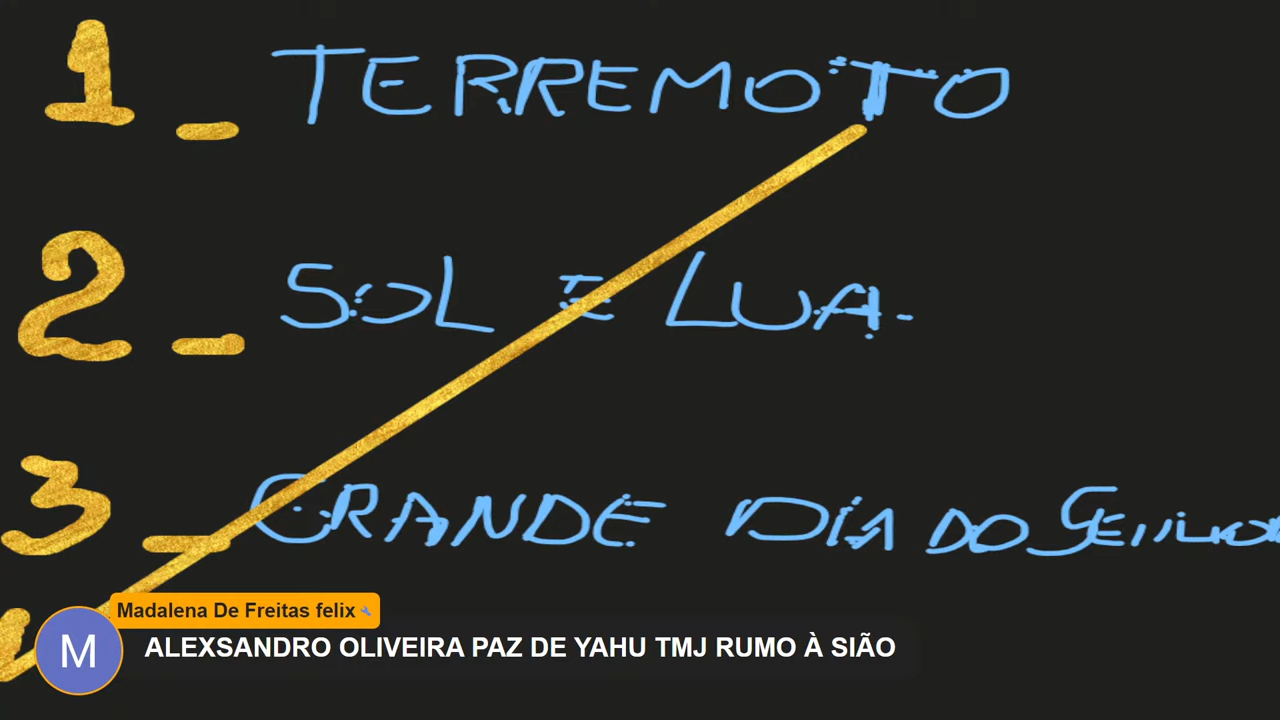 1_ TERREMOTO
2_ SOL E LUA.
3_ GRANDE DIA DO SENHOR
Madalena De Freitas felix
M
ALEXSANDRO OLIVEIRA PAZ DE YAHU TMJ RUMO À SIÃO